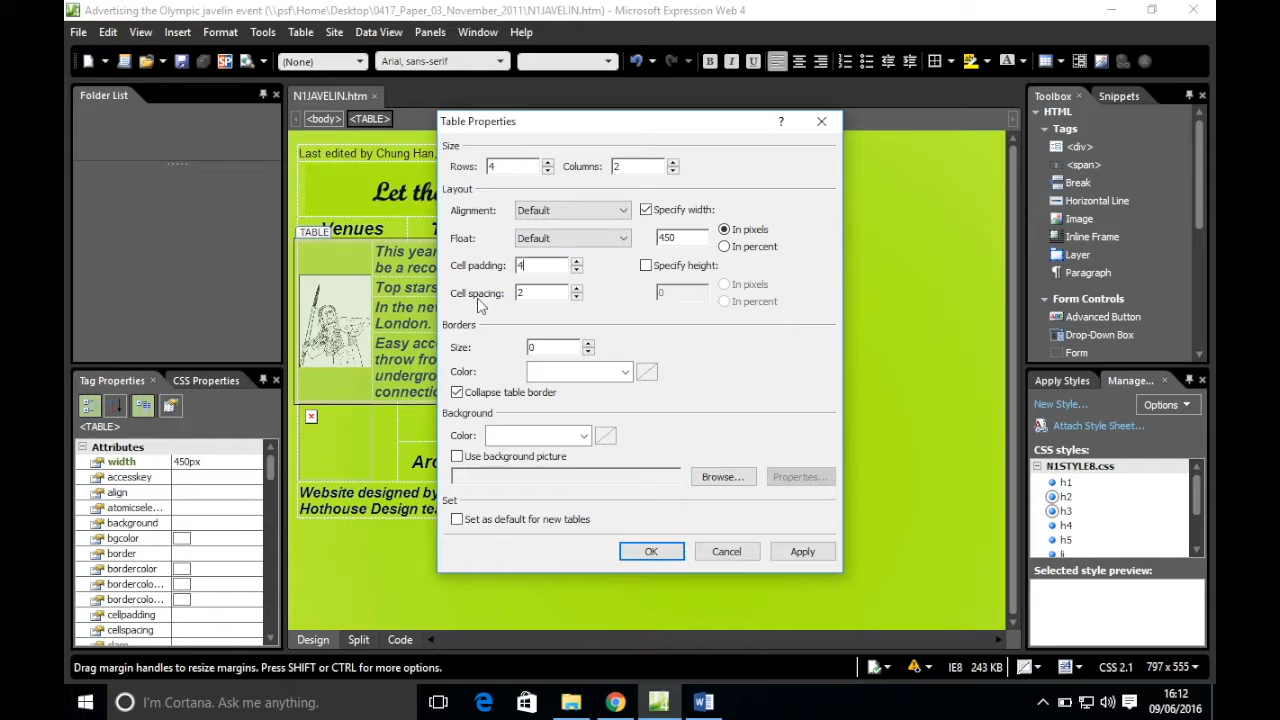 Advertising the Olympic javelin event (\\psf\Home\Desktop\0417_Paper_03_November_2011\N1JAVELIN.htm) - Microsoft Expression Web 4
File Edit View Insert Format Tools Table Site Data View Panels Window Help
(None) Arial, sans-serif B I U A
Folder List
N1JAVELIN.htm
<body> <TABLE>
Last edited by Chung Han,
Let th
Venues
TABLE
This year
be a reco
Top stars
In the new
London.
Easy acc
throw from
undergro
connectio
Website designed by
Hothouse Design tea
Table Properties ?
Size
Rows: 4 Columns: 2
Layout
Alignment: Default Specify width:
450 In pixels
In percent
Float: Default
Cell padding: 4 Specify height:
Cell spacing: 2 0 In pixels
In percent
Borders
Size: 0
Color:
Collapse table border
Background
Color:
Use background picture
Browse... Properties...
Set
Set as default for new tables
OK Cancel Apply
Toolbox Snippets
HTML
Tags
<div>
<span>
Break
Horizontal Line
Image
Inline Frame
Layer
Paragraph
Form Controls
Advanced Button
Drop-Down Box
Form
Tag Properties CSS Properties
<TABLE>
Attributes
width 450px
accesskey
align
atomicsele...
background
bgcolor
border
bordercolor
bordercolo...
bordercolo...
cellpadding
cellspacing
Apply Styles Manage...
New Style... Options
Attach Style Sheet...
CSS styles:
N1STYLE8.css
h1
h2
h3
h4
h5
li
Selected style preview:
Design Split Code
Drag margin handles to resize margins. Press SHIFT or CTRL for more options.
IE8 243 KB CSS 2.1 797 x 555
I'm Cortana. Ask me anything.
16:12
09/06/2016